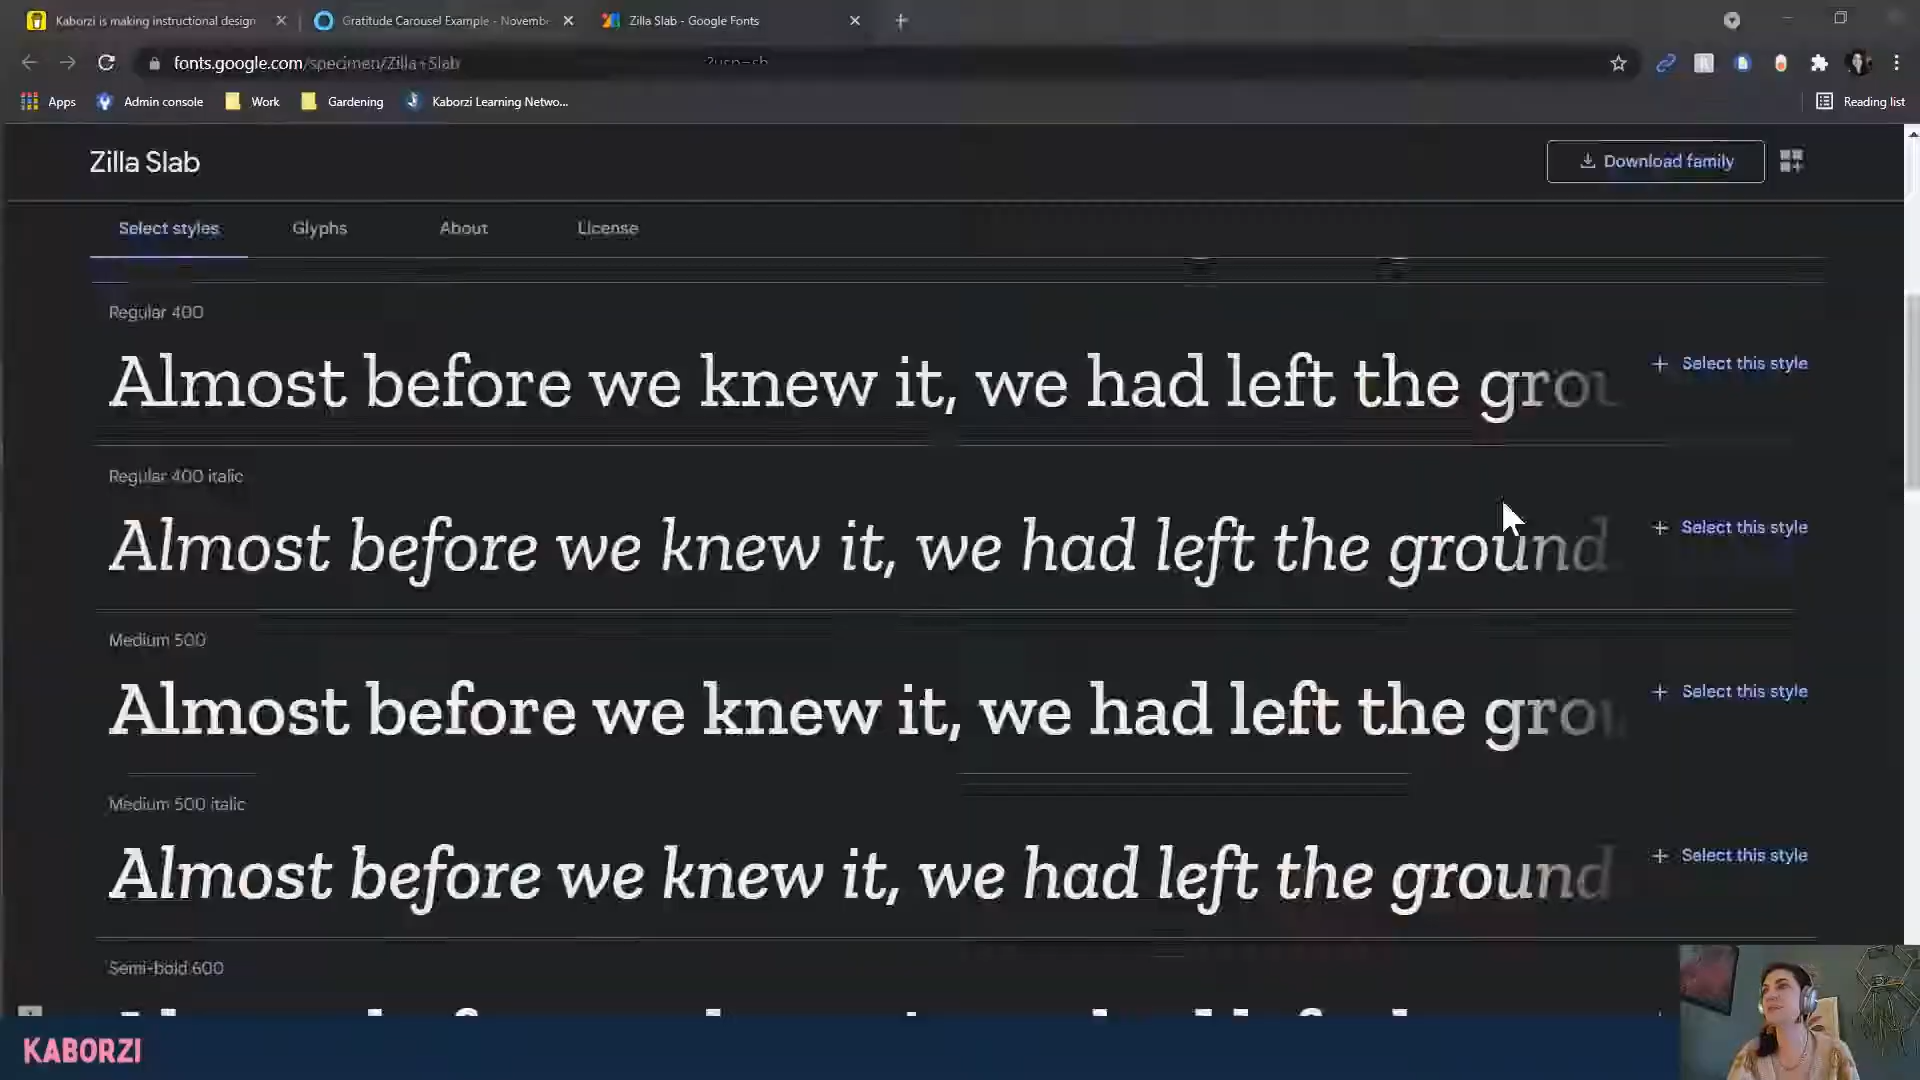 Kaborzi is making instructional design
Gratitude Carousel Example - Novemb
Zilla Slab - Google Fonts
fonts.google.com/specimen/Zilla+Slab
?usp=sh
Apps
Admin console
Work
Gardening
Kaborzi Learning Netwo...
Reading list
Zilla Slab
Download family
Select styles
Glyphs
About
License
Regular 400
Almost before we knew it, we had left the grou
Select this style
Regular 400 italic
Almost before we knew it, we had left the ground
Select this style
Medium 500
Almost before we knew it, we had left the grou
Select this style
Medium 500 italic
Almost before we knew it, we had left the ground
Select this style
Semi-bold 600
KABORZI